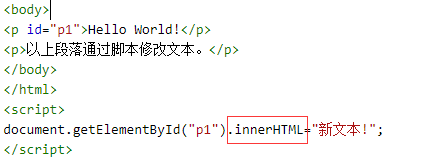 <body>
<p id="p1">Hello World!</p>
<p>以上段落通过脚本修改文本。</p>
</body>
</html>
<script>
document.getElementById("p1").innerHTML="新文本!";
</script>